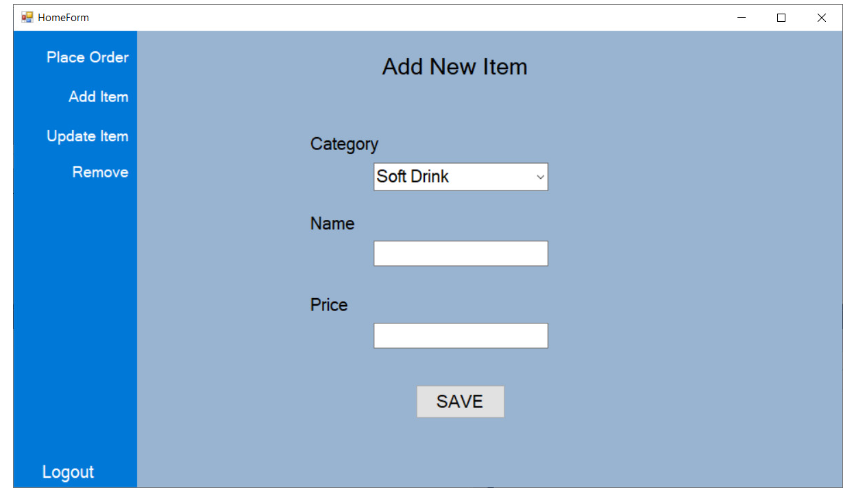 HomeForm
Place Order
Add Item
Update Item
Remove
Logout
Add New Item
Category
Soft Drink
Name
Price
SAVE